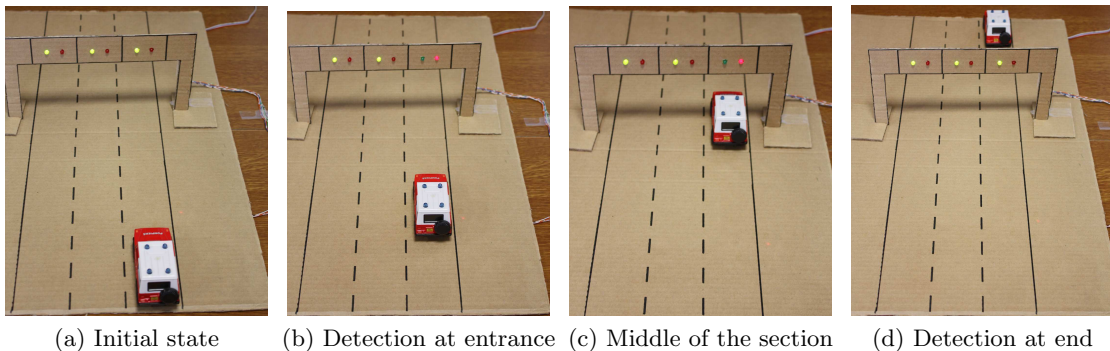 (a) Initial state
(b) Detection at entrance
(c) Middle of the section
(d) Detection at end